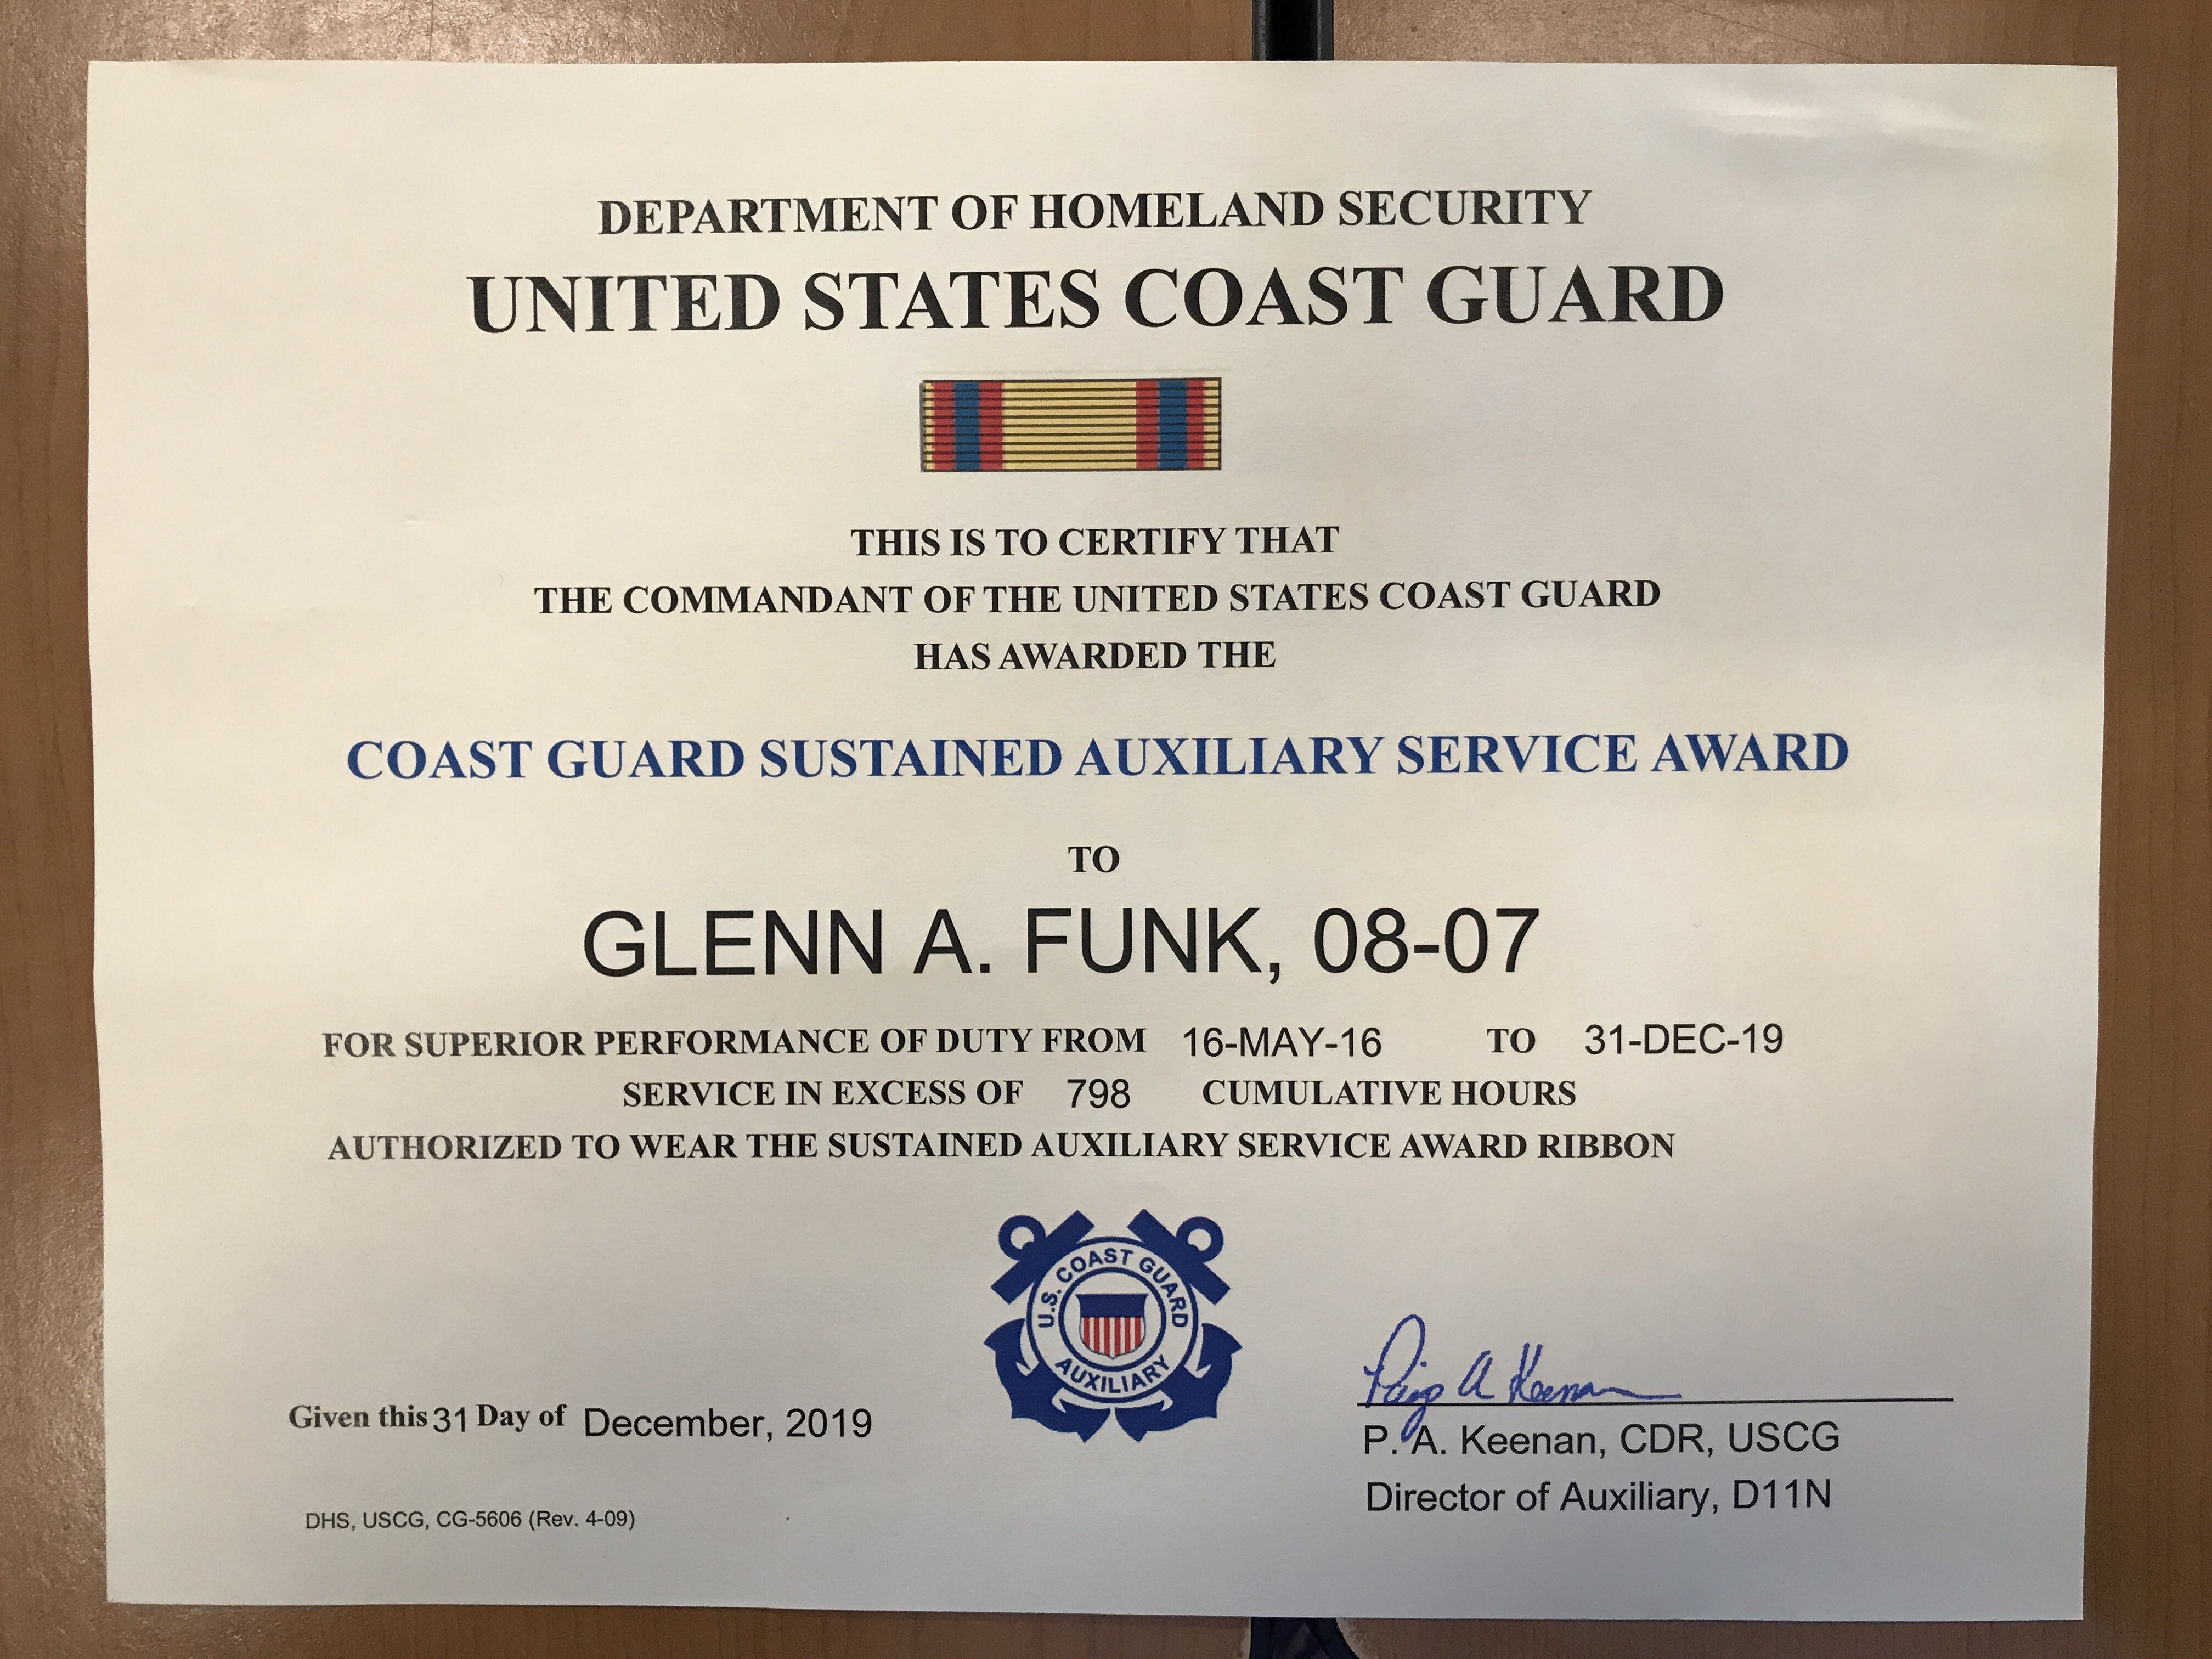 DEPARTMENT OF HOMELAND SECURITY
UNITED STATES COAST GUARD
THIS IS TO CERTIFY THAT
THE COMMANDANT OF THE UNITED STATES COAST GUARD
HAS AWARDED THE
COAST GUARD SUSTAINED AUXILIARY SERVICE AWARD
TO
GLENN A. FUNK, 08-07
FOR SUPERIOR PERFORMANCE OF DUTY FROM 16-MAY-16 TO 31-DEC-19
SERVICE IN EXCESS OF 798 CUMULATIVE HOURS
AUTHORIZED TO WEAR THE SUSTAINED AUXILIARY SERVICE AWARD RIBBON
U.S. COAST GUARD
AUXILIARY
Paige A Keenan
Given this 31 Day of December, 2019
P. A. Keenan, CDR, USCG
Director of Auxiliary, D11N
DHS, USCG, CG-5606 (Rev. 4-09)